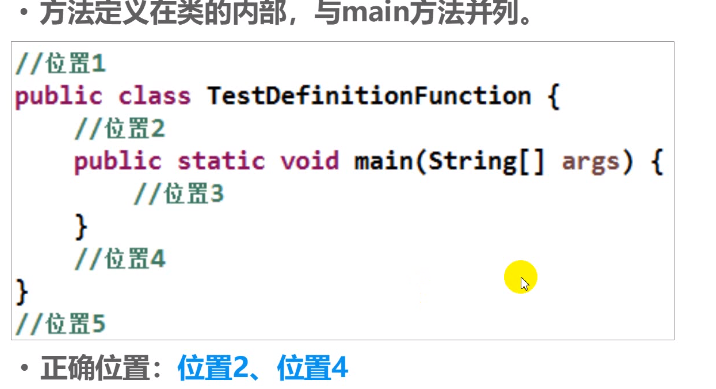 • 方法定义在类的内部，与main方法并列。
//位置1
public class TestDefinitionFunction {
//位置2
public static void main(String[] args) {
//位置3
}
//位置4
}
//位置5
• 正确位置：位置2、位置4